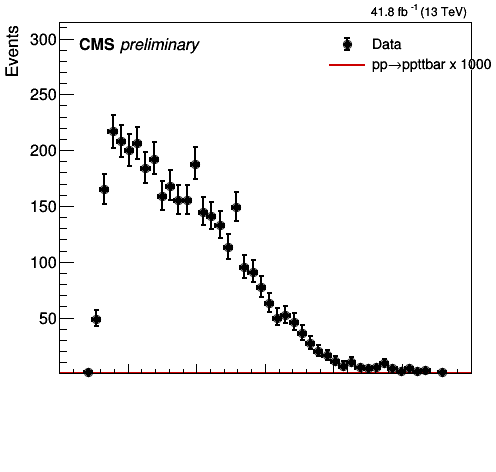 41.8 fb -1 (13 TeV)
Events
CMS preliminary
Data
pp→ppttbar x 1000
300
250
200
150
100
50